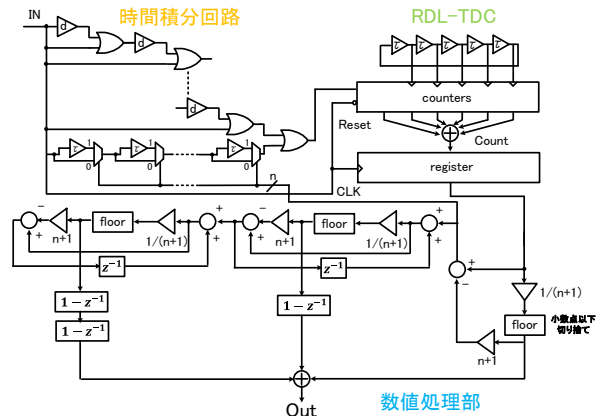 IN
時間積分回路
RDL-TDC
d
d
d
τ
τ
τ
τ
τ
counters
Reset
Count
register
CLK
τ
1
0
τ
1
0
τ
1
0
n
−
+
n+1
floor
1/(n+1)
+
+
−
+
n+1
floor
1/(n+1)
+
+
z⁻¹
z⁻¹
+
−
1/(n+1)
floor
小数点以下
切り捨て
n+1
1 − z⁻¹
1 − z⁻¹
1 − z⁻¹
Out
数値処理部